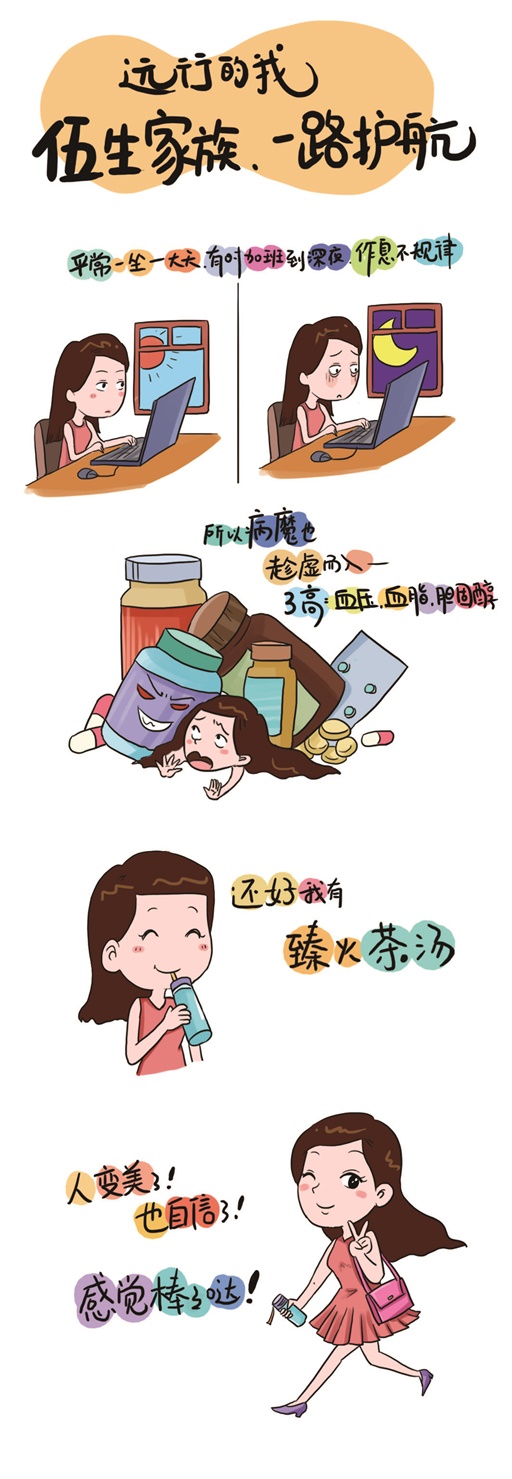 远行的我
伍生家族、一路护航
平常一坐一大天、有时加班到深夜、作息不规律
所以病魔也
趁虚而入—
3高:血压、血脂、胆固醇
还好我有
臻火茶汤
人变美了!
也自信了!
感觉棒了哒!